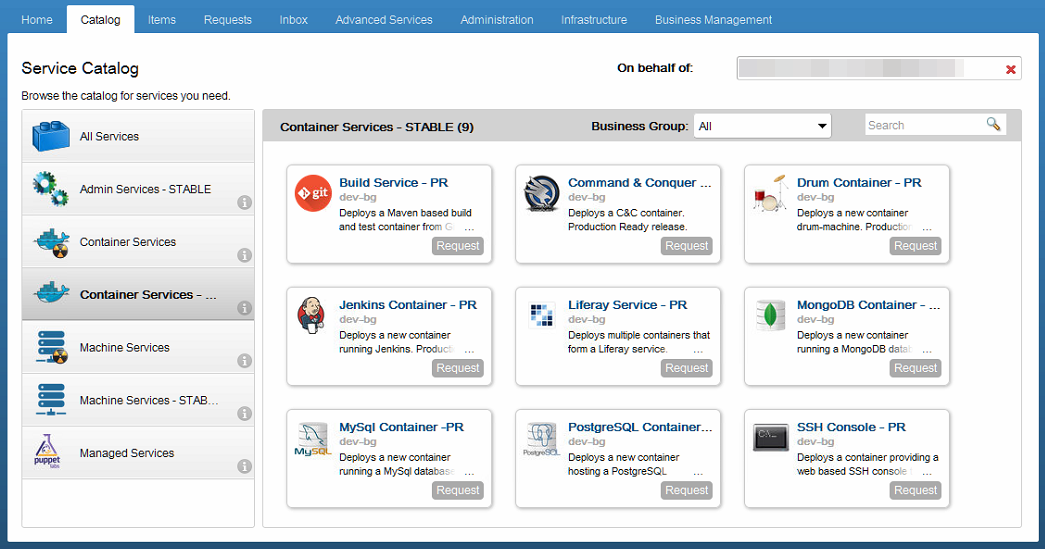 Home Catalog Items Requests Inbox Advanced Services Administration Infrastructure Business Management
Service Catalog
On behalf of:
Browse the catalog for services you need.
All Services
Admin Services - STABLE
Container Services
Container Services - ...
Machine Services
Machine Services - STAB...
puppet
labs
Managed Services
Container Services - STABLE (9)
Business Group: All
Search
git
Build Service - PR
dev-bg
Deploys a Maven based build
and test container from G ...
Request
Command & Conquer ...
dev-bg
Deploys a C&C container.
Production Ready release.
Request
Drum Container - PR
dev-bg
Deploys a new container
drum-machine. Production ...
Request
Jenkins Container - PR
dev-bg
Deploys a new container
running Jenkins. Producti ...
Request
Liferay Service - PR
dev-bg
Deploys multiple containers that
form a Liferay service. ...
Request
MongoDB Container - ...
dev-bg
Deploys a new container
running a MongoDB datab ...
Request
MySQL
MySql Container -PR
dev-bg
Deploys a new container
running a MySql database ...
Request
PostgreSQL
PostgreSQL Container...
dev-bg
Deploys a new container
hosting a PostgreSQL ...
Request
C:\_
SSH Console - PR
dev-bg
Deploys a container providing a
web based SSH console ...
Request